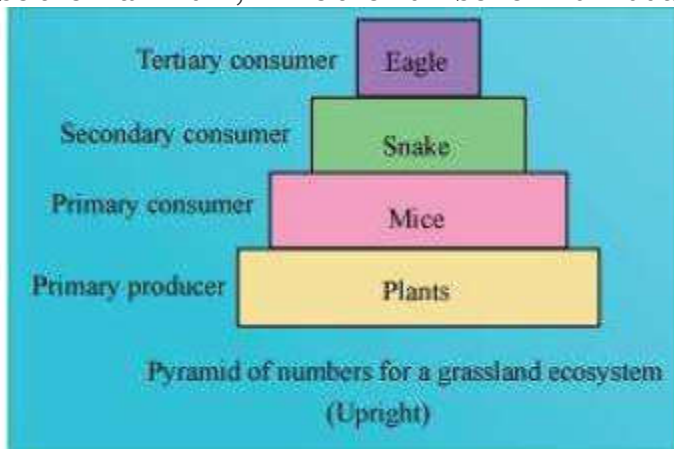 Tertiary consumer Eagle
Secondary consumer Snake
Primary consumer Mice
Primary producer Plants
Pyramid of numbers for a grassland ecosystem
(Upright)